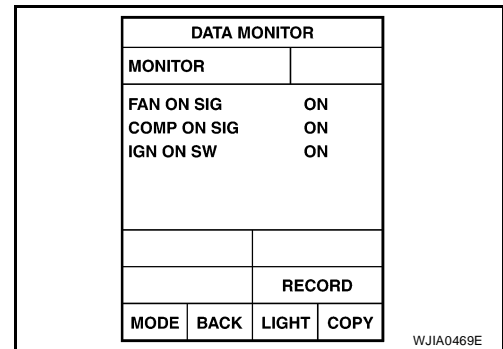 DATA MONITOR
MONITOR
FAN ON SIG ON
COMP ON SIG ON
IGN ON SW ON
RECORD
MODE BACK LIGHT COPY
WJIA0469E